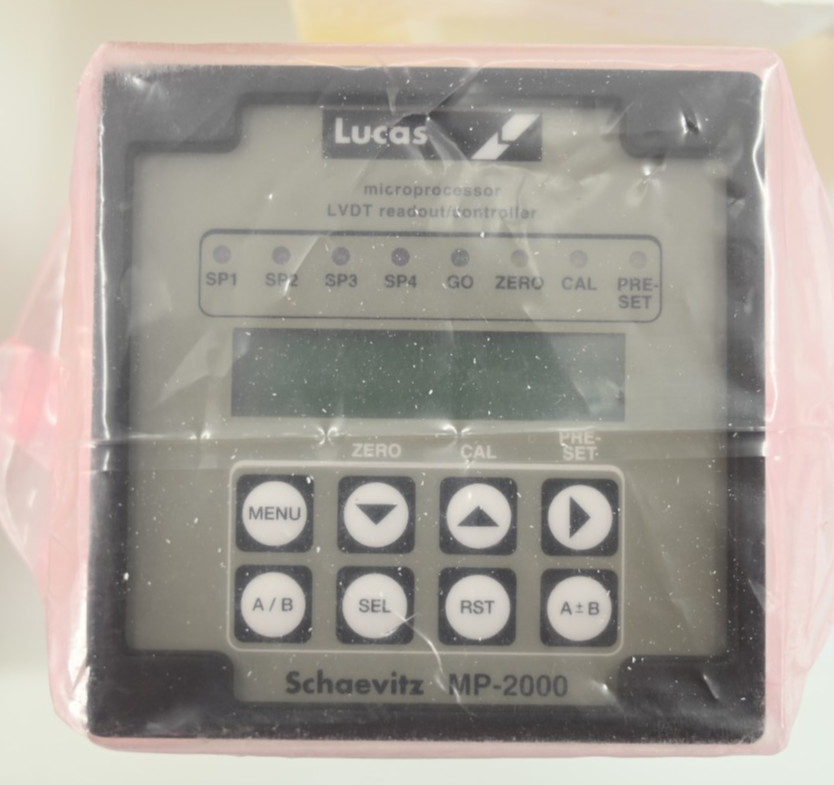 Lucas
microprocessor
LVDT readout/controller
SP1 SP2 SP3 SP4 GO ZERO CAL PRE-
SET
ZERO CAL PRE-
SET
MENU
A / B SEL RST A ± B
Schaevitz MP-2000